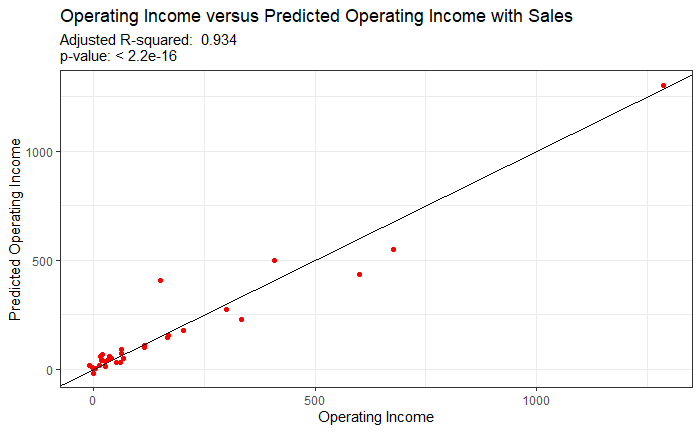 Operating Income versus Predicted Operating Income with Sales
Adjusted R-squared:  0.934
p-value: < 2.2e-16
Predicted Operating Income
1000
500
0
0
500
1000
Operating Income